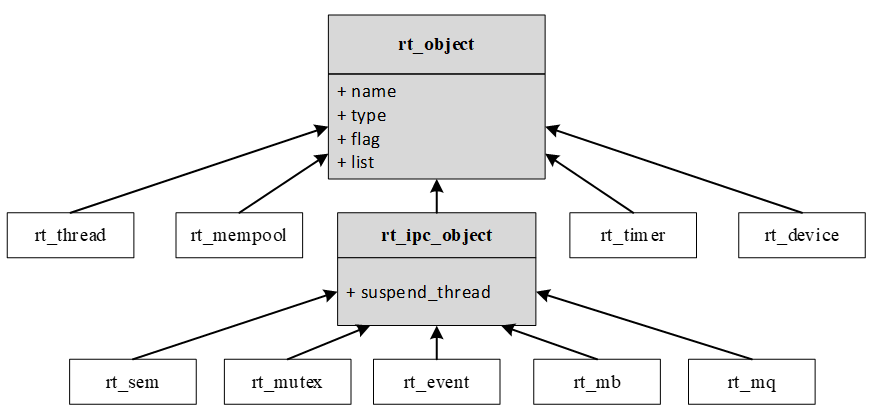 rt_object
+ name
+ type
+ flag
+ list
rt_thread
rt_mempool
rt_ipc_object
rt_timer
rt_device
+ suspend_thread
rt_sem
rt_mutex
rt_event
rt_mb
rt_mq